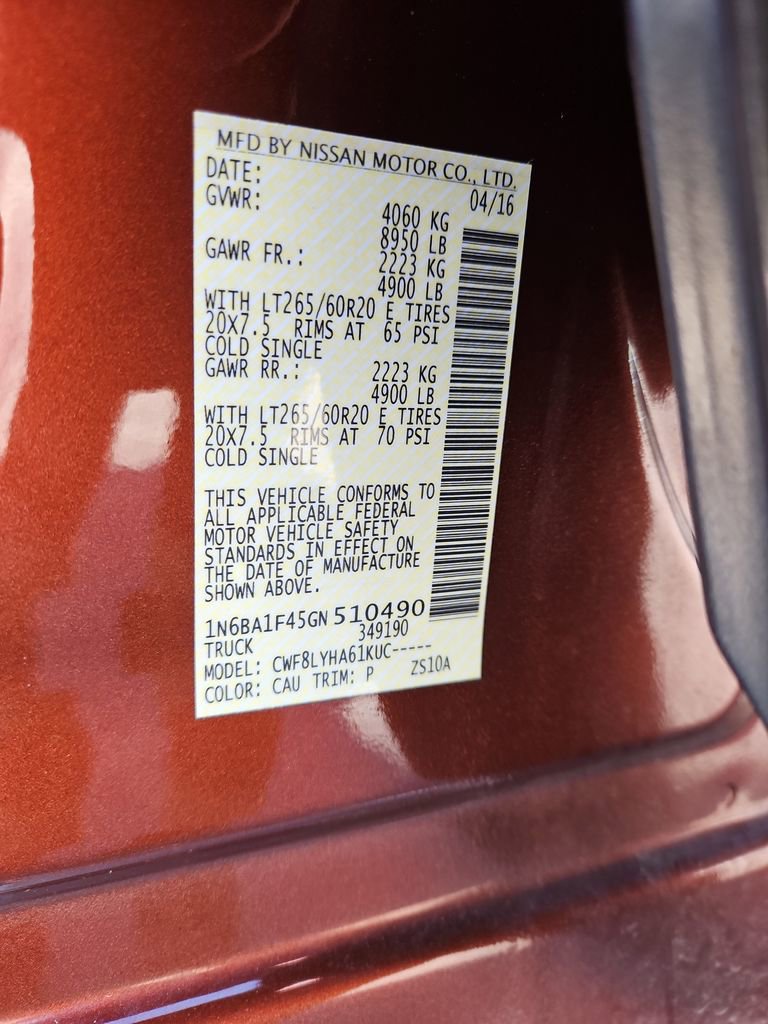 MFD BY NISSAN MOTOR CO., LTD.
DATE: 04/16
GVWR: 4060 KG
8950 LB
GAWR FR.: 2223 KG
4900 LB
WITH LT265/60R20 E TIRES
20X7.5 RIMS AT 65 PSI
COLD SINGLE
GAWR RR.: 2223 KG
4900 LB
WITH LT265/60R20 E TIRES
20X7.5 RIMS AT 70 PSI
COLD SINGLE
THIS VEHICLE CONFORMS TO
ALL APPLICABLE FEDERAL
MOTOR VEHICLE SAFETY
STANDARDS IN EFFECT ON
THE DATE OF MANUFACTURE
SHOWN ABOVE.
1N6BA1F45GN510490
TRUCK 349190
MODEL: CWF8LYHA61KUC-----
COLOR: CAU TRIM: P ZS10A